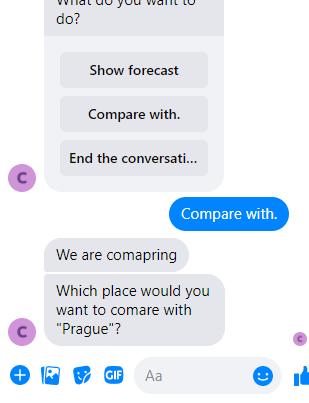 What do you want to
do?
Show forecast
Compare with.
End the conversati...
C
Compare with.
We are comapring
Which place would you
want to comare with
"Prague"?
C
C
GIF
Aa